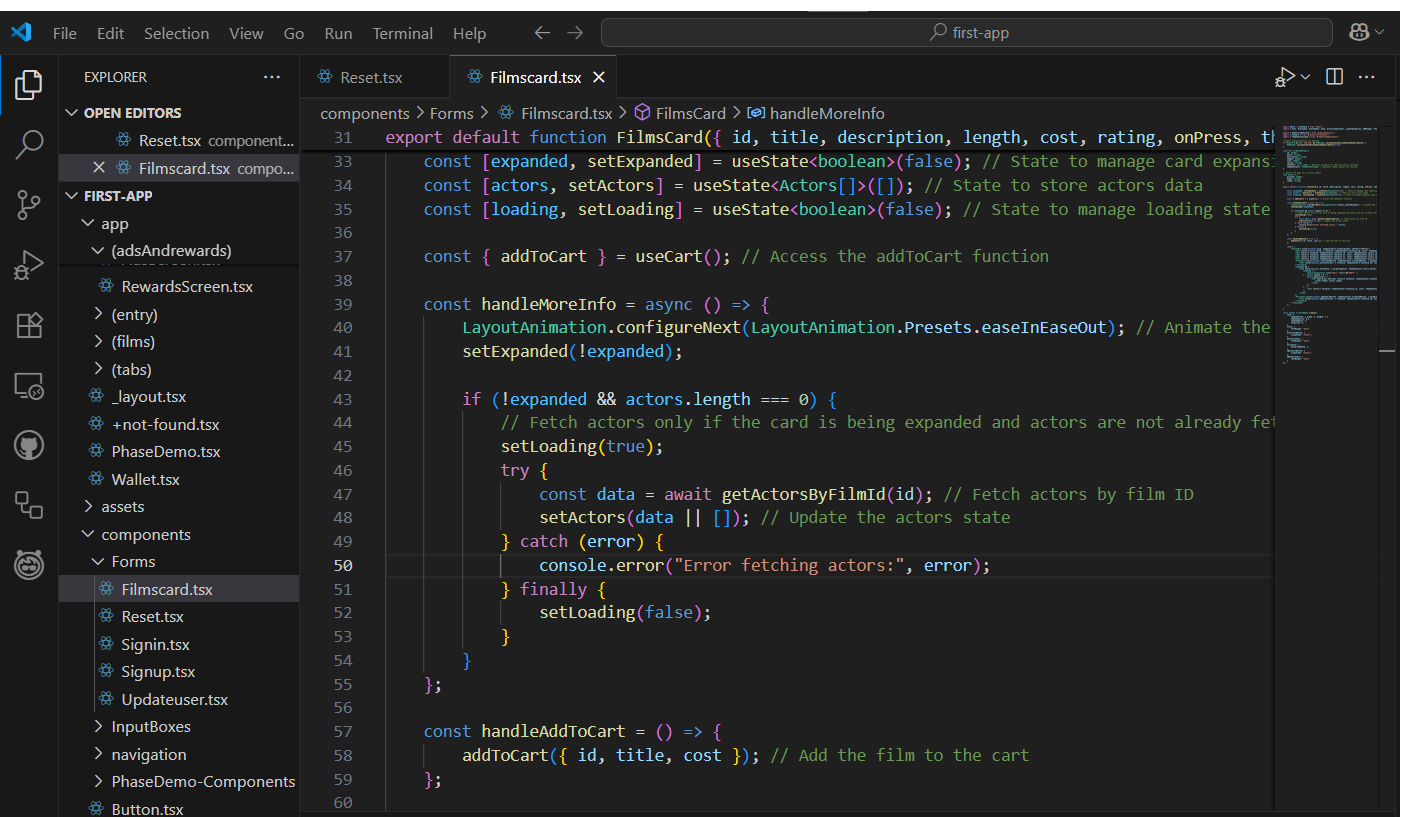 File Edit Selection View Go Run Terminal Help first-app
EXPLORER
OPEN EDITORS
Reset.tsx component...
Filmscard.tsx compo...
FIRST-APP
app
(adsAndrewards)
RewardsScreen.tsx
(entry)
(films)
(tabs)
_layout.tsx
+not-found.tsx
PhaseDemo.tsx
Wallet.tsx
assets
components
Forms
Filmscard.tsx
Reset.tsx
Signin.tsx
Signup.tsx
Updateuser.tsx
InputBoxes
navigation
PhaseDemo-Components
Button.tsx
Reset.tsx Filmscard.tsx
components > Forms > Filmscard.tsx > FilmsCard > handleMoreInfo
31 export default function FilmsCard({ id, title, description, length, cost, rating, onPress, th
33 const [expanded, setExpanded] = useState<boolean>(false); // State to manage card expansi
34 const [actors, setActors] = useState<Actors[]>([]); // State to store actors data
35 const [loading, setLoading] = useState<boolean>(false); // State to manage loading state
36
37 const { addToCart } = useCart(); // Access the addToCart function
38
39 const handleMoreInfo = async () => {
40 LayoutAnimation.configureNext(LayoutAnimation.Presets.easeInEaseOut); // Animate the
41 setExpanded(!expanded);
42
43 if (!expanded && actors.length === 0) {
44 // Fetch actors only if the card is being expanded and actors are not already fet
45 setLoading(true);
46 try {
47 const data = await getActorsByFilmId(id); // Fetch actors by film ID
48 setActors(data || []); // Update the actors state
49 } catch (error) {
50 console.error("Error fetching actors:", error);
51 } finally {
52 setLoading(false);
53 }
54 }
55 };
56
57 const handleAddToCart = () => {
58 addToCart({ id, title, cost }); // Add the film to the cart
59 };
60